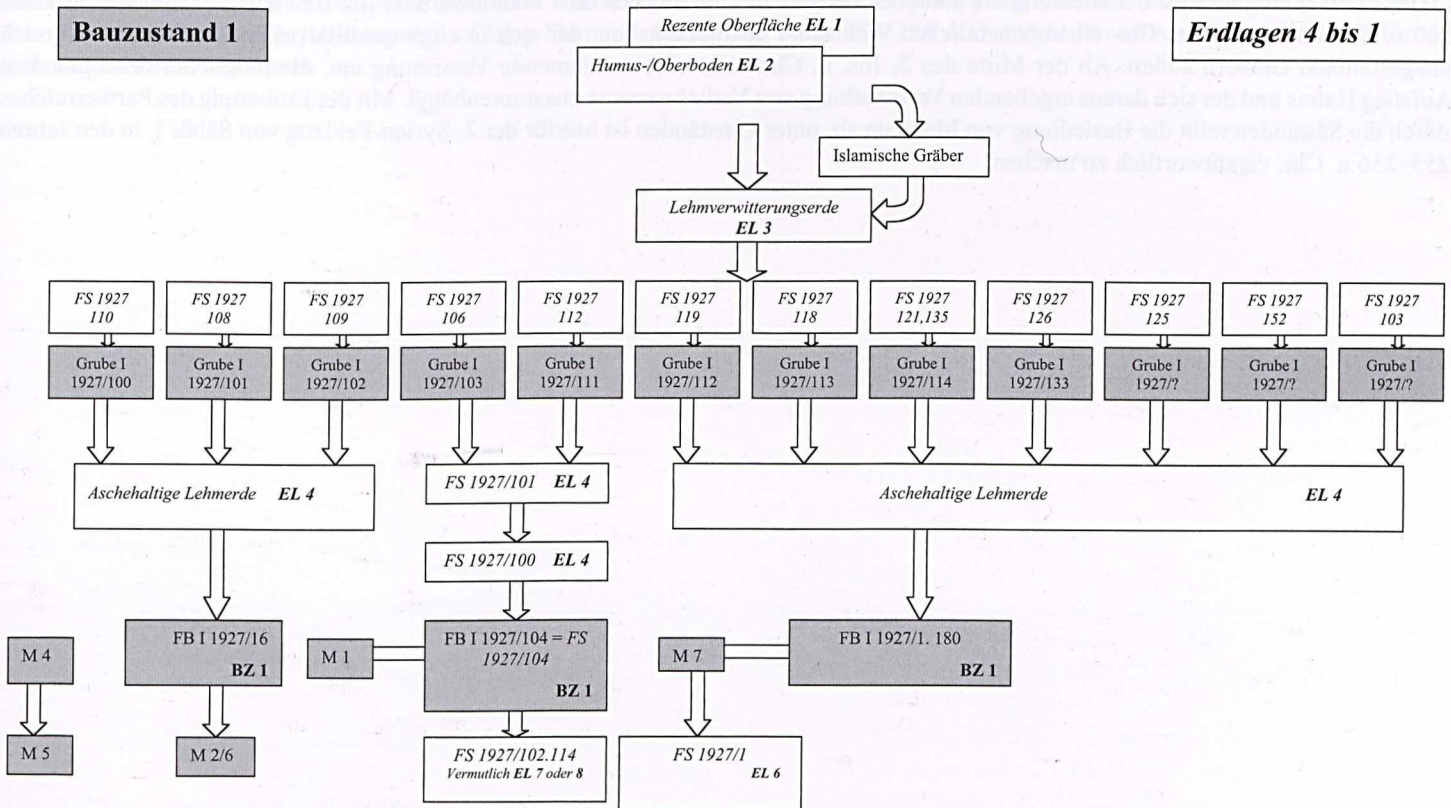 Bauzustand 1
Rezente Oberfläche EL 1
Erdlagen 4 bis 1
Humus-/Oberboden EL 2
Islamische Gräber
Lehmverwitterungserde
EL 3
FS 1927
110
FS 1927
108
FS 1927
109
FS 1927
106
FS 1927
112
FS 1927
119
FS 1927
118
FS 1927
121,135
FS 1927
126
FS 1927
125
FS 1927
152
FS 1927
103
Grube I
1927/100
Grube I
1927/101
Grube I
1927/102
Grube I
1927/103
Grube I
1927/111
Grube I
1927/112
Grube I
1927/113
Grube I
1927/114
Grube I
1927/133
Grube I
1927/?
Grube I
1927/?
Grube I
1927/?
Aschehaltige Lehmerde EL 4
FS 1927/101 EL 4
Aschehaltige Lehmerde EL 4
FS 1927/100 EL 4
M 4
FB I 1927/16
BZ 1
M 1
FB I 1927/104 = FS
1927/104
BZ 1
M 7
FB I 1927/1. 180
BZ 1
M 5
M 2/6
FS 1927/102.114
Vermutlich EL 7 oder 8
FS 1927/1
EL 6